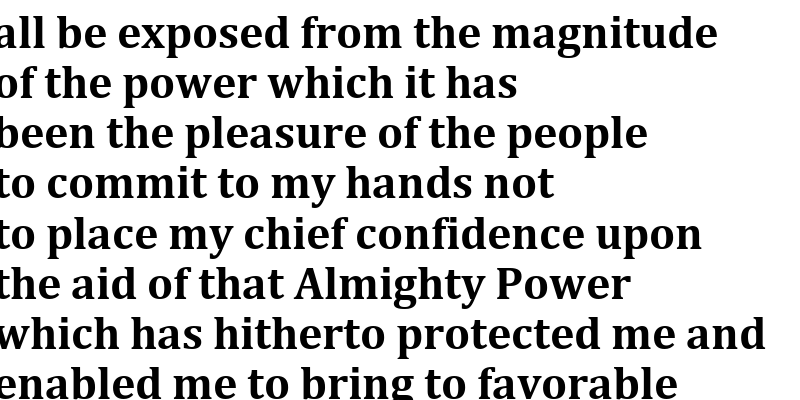 all be exposed from the magnitude
of the power which it has
been the pleasure of the people
to commit to my hands not
to place my chief confidence upon
the aid of that Almighty Power
which has hitherto protected me and
enabled me to bring to favorable